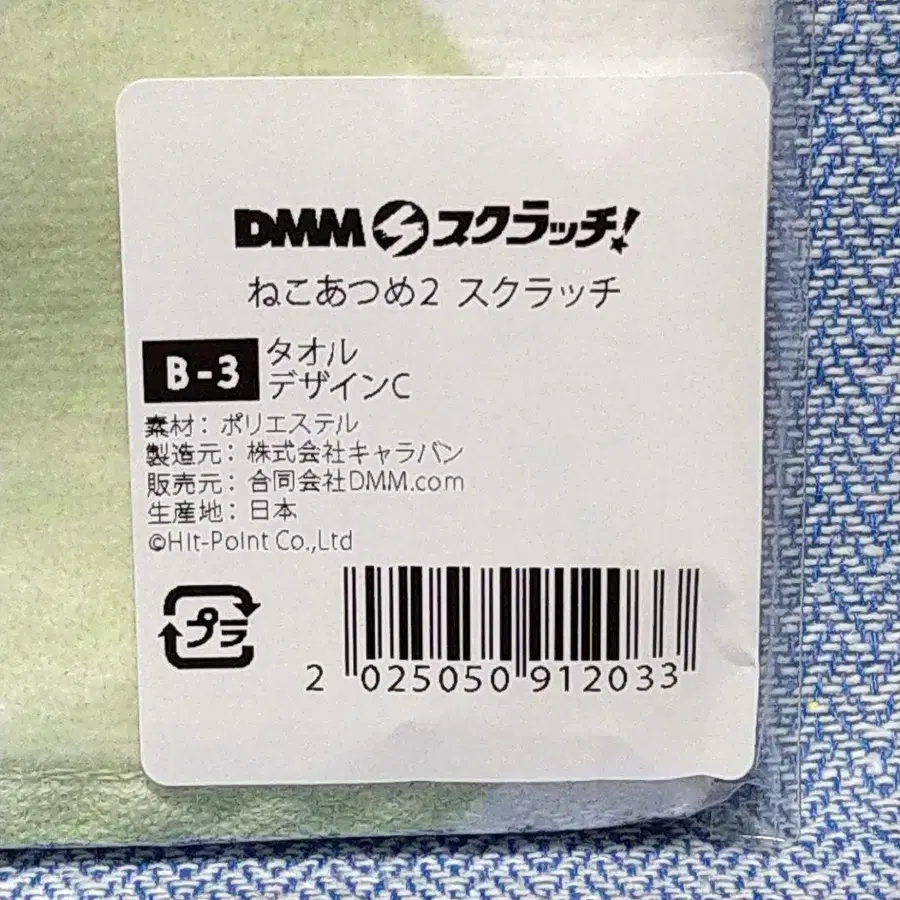 DMMスクラッチ!
ねこあつめ2 スクラッチ
B-3 タオル
デザインC
素材：ポリエステル
製造元：株式会社キャラバン
販売元：合同会社DMM.com
生産地：日本
©Hit-Point Co.,Ltd
プラ
2 025050 912033